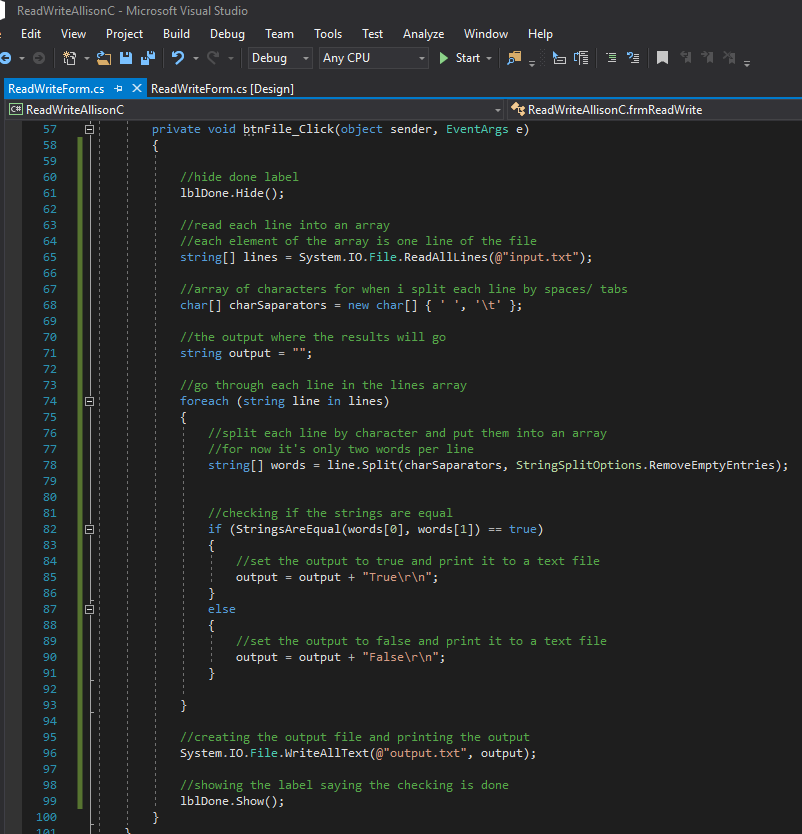 ReadWriteAllisonC - Microsoft Visual Studio
Edit View Project Build Debug Team Tools Test Analyze Window Help
Debug Any CPU Start
ReadWriteForm.cs ReadWriteForm.cs [Design]
C# ReadWriteAllisonC ReadWriteAllisonC.frmReadWrite
57 private void btnFile_Click(object sender, EventArgs e)
58 {
59
60 //hide done label
61 lblDone.Hide();
62
63 //read each line into an array
64 //each element of the array is one line of the file
65 string[] lines = System.IO.File.ReadAllLines(@"input.txt");
66
67 //array of characters for when i split each line by spaces/ tabs
68 char[] charSaparators = new char[] { ' ', '\t' };
69
70 //the output where the results will go
71 string output = "";
72
73 //go through each line in the lines array
74 foreach (string line in lines)
75 {
76 //split each line by character and put them into an array
77 //for now it's only two words per line
78 string[] words = line.Split(charSaparators, StringSplitOptions.RemoveEmptyEntries);
79
80
81 //checking if the strings are equal
82 if (StringsAreEqual(words[0], words[1]) == true)
83 {
84 //set the output to true and print it to a text file
85 output = output + "True\r\n";
86 }
87 else
88 {
89 //set the output to false and print it to a text file
90 output = output + "False\r\n";
91 }
92
93 }
94
95 //creating the output file and printing the output
96 System.IO.File.WriteAllText(@"output.txt", output);
97
98 //showing the label saying the checking is done
99 lblDone.Show();
100 }
101 }